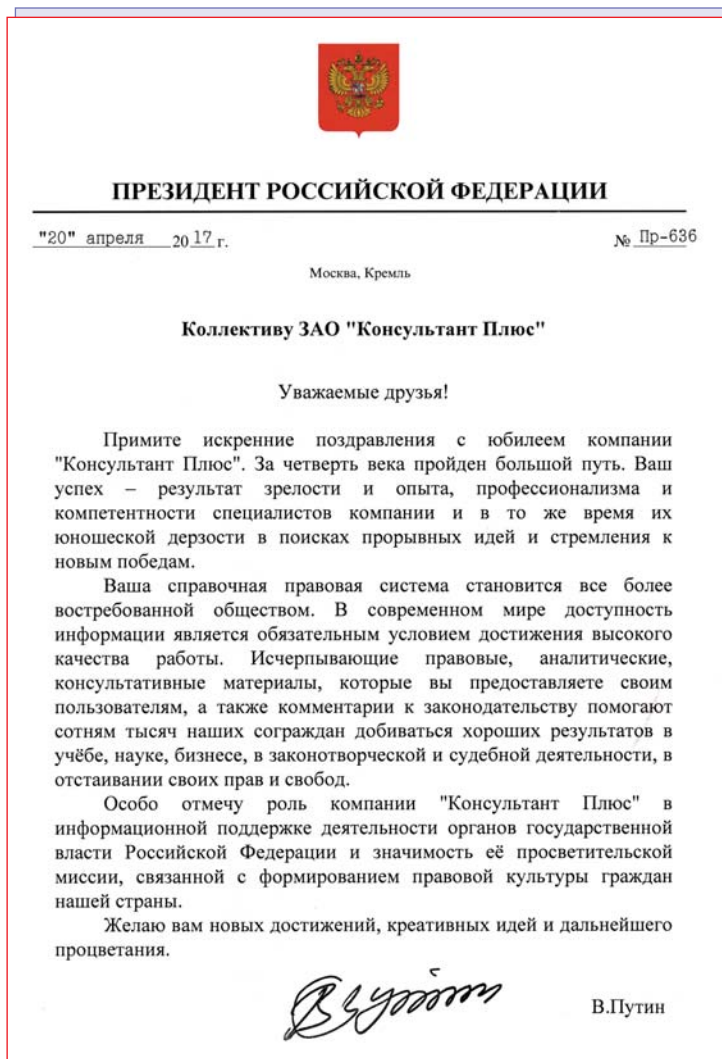 ПРЕЗИДЕНТ РОССИЙСКОЙ ФЕДЕРАЦИИ
"20" апреля 2017 г. № Пр-636
Москва, Кремль
Коллективу ЗАО "Консультант Плюс"
Уважаемые друзья!
Примите искренние поздравления с юбилеем компании
"Консультант Плюс". За четверть века пройден большой путь. Ваш
успех – результат зрелости и опыта, профессионализма и
компетентности специалистов компании и в то же время их
юношеской дерзости в поисках прорывных идей и стремления к
новым победам.
Ваша справочная правовая система становится все более
востребованной обществом. В современном мире доступность
информации является обязательным условием достижения высокого
качества работы. Исчерпывающие правовые, аналитические,
консультативные материалы, которые вы предоставляете своим
пользователям, а также комментарии к законодательству помогают
сотням тысяч наших сограждан добиваться хороших результатов в
учёбе, науке, бизнесе, в законотворческой и судебной деятельности, в
отстаивании своих прав и свобод.
Особо отмечу роль компании "Консультант Плюс" в
информационной поддержке деятельности органов государственной
власти Российской Федерации и значимость её просветительской
миссии, связанной с формированием правовой культуры граждан
нашей страны.
Желаю вам новых достижений, креативных идей и дальнейшего
процветания.
В.Путин